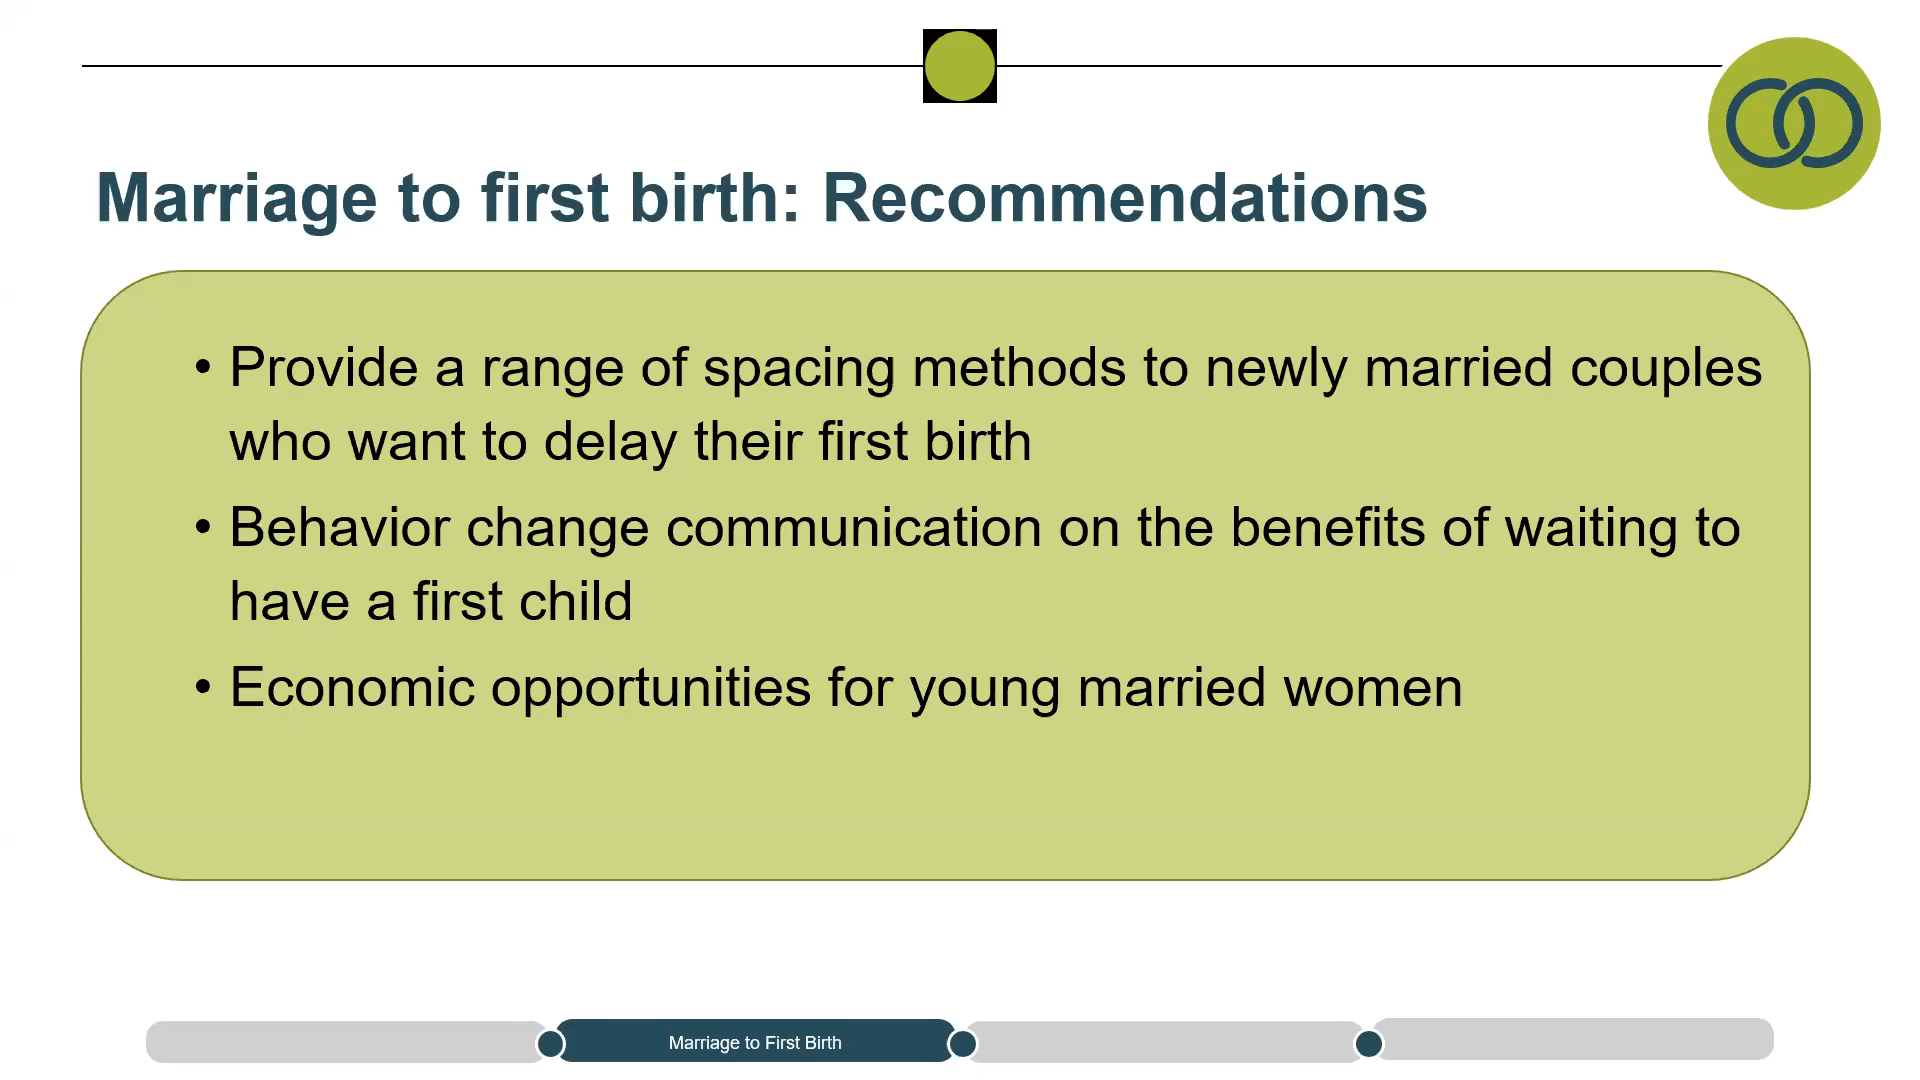 Marriage to first birth: Recommendations
• Provide a range of spacing methods to newly married couples
who want to delay their first birth
• Behavior change communication on the benefits of waiting to
have a first child
• Economic opportunities for young married women
Marriage to First Birth